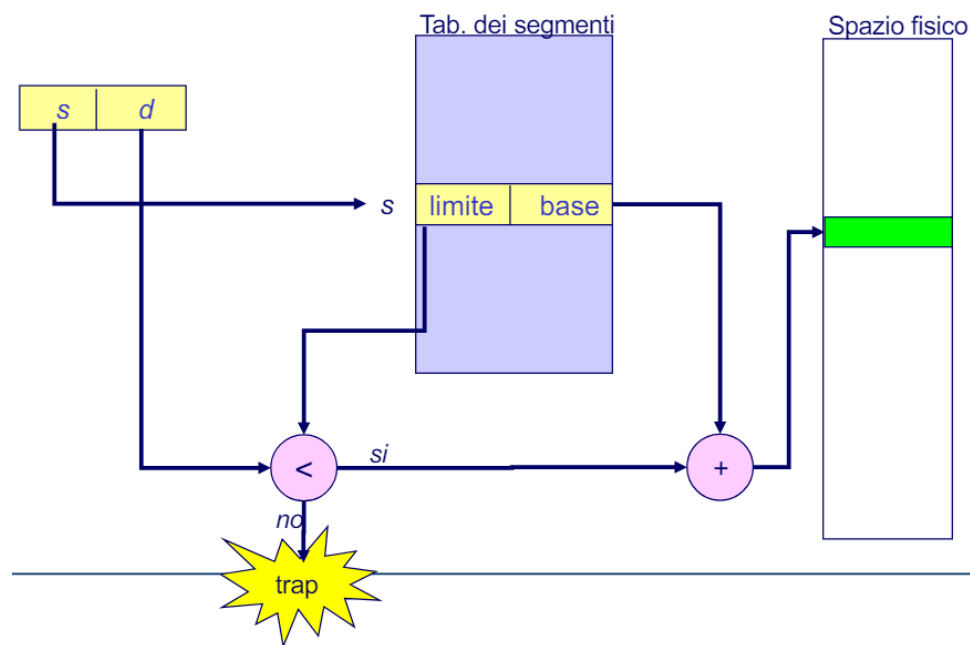 Tab. dei segmenti
Spazio fisico
s d
s limite base
< si +
no
trap